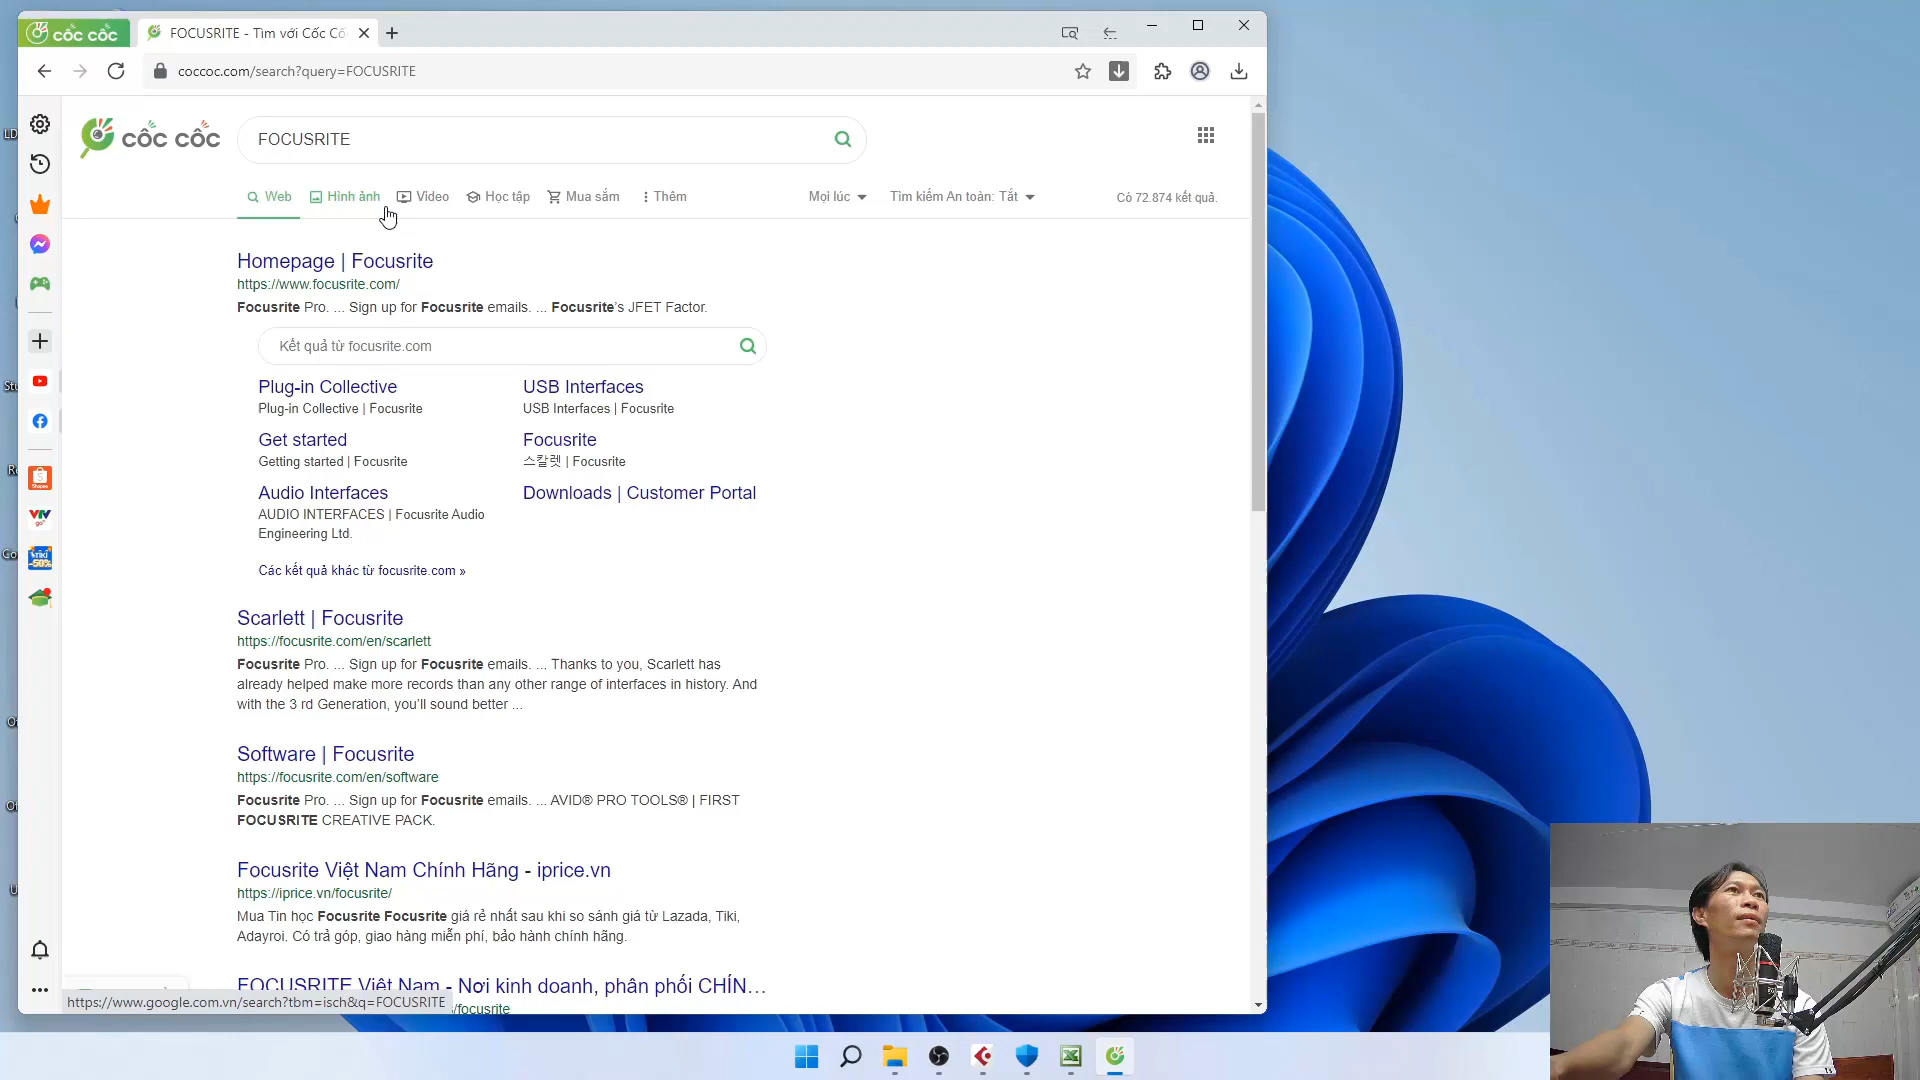 cốc cốc
FOCUSRITE - Tìm với Cốc Cố
coccoc.com/search?query=FOCUSRITE
cốc cốc
FOCUSRITE
Web
Hình ảnh
Video
Học tập
Mua sắm
Thêm
Mọi lúc
Tìm kiếm An toàn: Tắt
Có 72.874 kết quả.
Homepage | Focusrite
https://www.focusrite.com/
Focusrite Pro. ... Sign up for Focusrite emails. ... Focusrite's JFET Factor.
Kết quả từ focusrite.com
Plug-in Collective
Plug-in Collective | Focusrite
USB Interfaces
USB Interfaces | Focusrite
Get started
Getting started | Focusrite
Focusrite
스칼렛 | Focusrite
Audio Interfaces
AUDIO INTERFACES | Focusrite Audio
Engineering Ltd.
Downloads | Customer Portal
Các kết quả khác từ focusrite.com »
Scarlett | Focusrite
https://focusrite.com/en/scarlett
Focusrite Pro. ... Sign up for Focusrite emails. ... Thanks to you, Scarlett has
already helped make more records than any other range of interfaces in history. And
with the 3 rd Generation, you'll sound better ...
Software | Focusrite
https://focusrite.com/en/software
Focusrite Pro. ... Sign up for Focusrite emails. ... AVID® PRO TOOLS® | FIRST
FOCUSRITE CREATIVE PACK.
Focusrite Việt Nam Chính Hãng - iprice.vn
https://iprice.vn/focusrite/
Mua Tin học Focusrite Focusrite giá rẻ nhất sau khi so sánh giá từ Lazada, Tiki,
Adayroi. Có trả góp, giao hàng miễn phí, bảo hành chính hãng.
FOCUSRITE Việt Nam - Nơi kinh doanh, phân phối CHÍN...
/focusrite
https://www.google.com.vn/search?tbm=isch&q=FOCUSRITE
LD
Shopee
VTV
go
TIKI
-50%